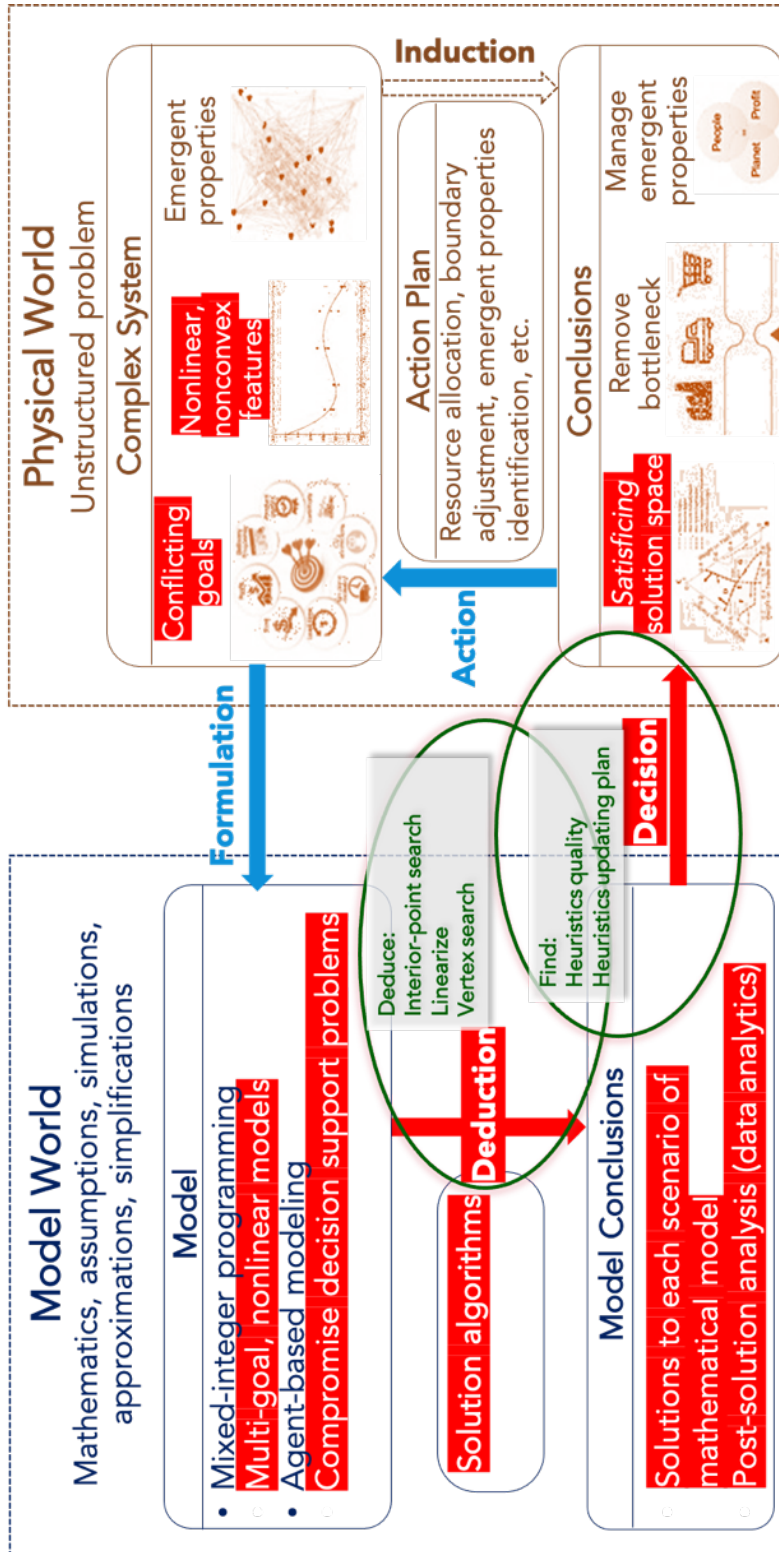 Model World
Mathematics, assumptions, simulations,
approximations, simplifications
Model
• Mixed-integer programming
Multi-goal, nonlinear models
• Agent-based modeling
Compromise decision support problems
Solution algorithms
Deduction
Deduce:
Interior-point search
Linearize
Vertex search
Model Conclusions
Solutions to each scenario of
mathematical model
Post-solution analysis (data analytics)
Find:
Heuristics quality
Heuristics updating plan
Decision
Formulation
Action
Physical World
Unstructured problem
Complex System
Conflicting
goals
Nonlinear,
nonconvex
features
Emergent
properties
Action Plan
Resource allocation, boundary
adjustment, emergent properties
identification, etc.
Induction
Conclusions
Satisficing
solution space
Remove
bottleneck
Manage
emergent
properties
People
Planet
Profit